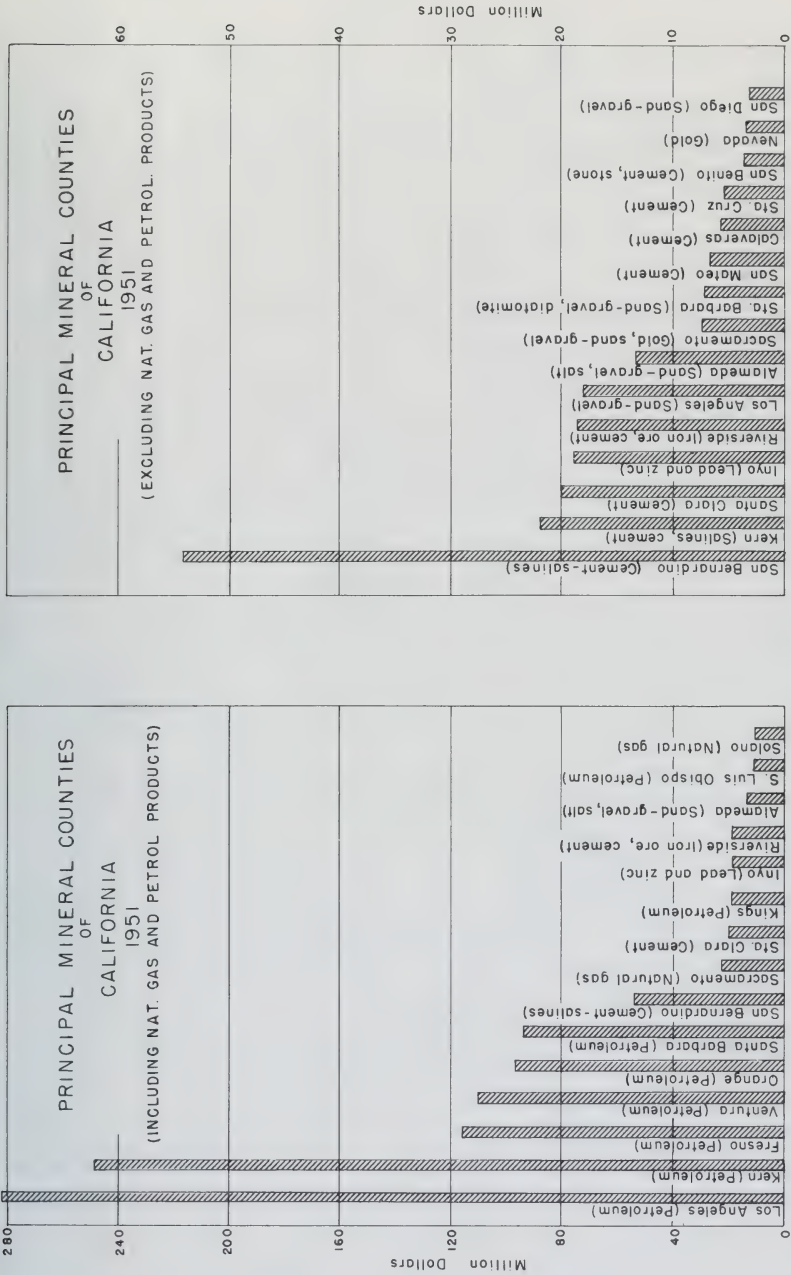 PRINCIPAL MINERAL COUNTIES
OF
CALIFORNIA
1951
(INCLUDING NAT. GAS AND PETROL PRODUCTS)
280
240
200
160
120
80
40
0
Million Dollars
Los Angeles (Petroleum)
Kern (Petroleum)
Fresno (Petroleum)
Ventura (Petroleum)
Orange (Petroleum)
Santa Barbara (Petroleum)
San Bernardino (Cement-salines)
Sacramento (Natural gas)
Sta. Clara (Cement)
Kings (Petroleum)
Inyo (Lead and zinc)
Riverside (Iron ore, cement)
Alameda (Sand-gravel, salt)
S. Luis Obispo (Petroleum)
Solano (Natural gas)
PRINCIPAL MINERAL COUNTIES
OF
CALIFORNIA
1951
(EXCLUDING NAT. GAS AND PETROL. PRODUCTS)
60
50
40
30
20
10
0
Million Dollars
San Bernardino (Cement-salines)
Kern (Salines, cement)
Santa Clara (Cement)
Inyo (Lead and zinc)
Riverside (Iron ore, cement)
Los Angeles (Sand-gravel)
Alameda (Sand-gravel, salt)
Sacramento (Gold, sand-gravel)
Sta. Barbara (Sand-gravel, diatomite)
San Mateo (Cement)
Calaveras (Cement)
Sta. Cruz (Cement)
San Benito (Cement, stone)
Nevada (Gold)
San Diego (Sand-gravel)